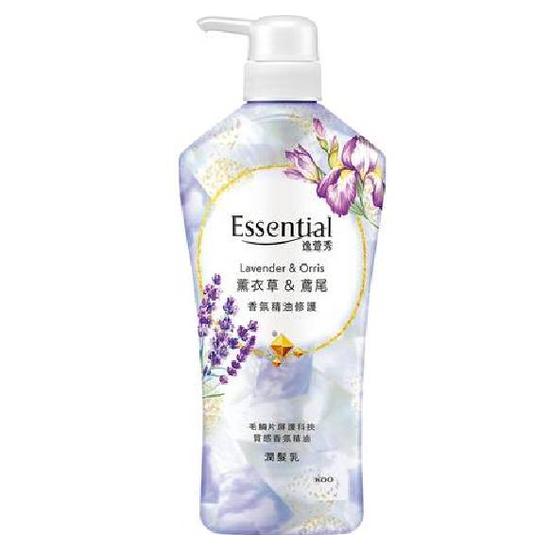 Essential
逸萱秀
Lavender & Orris
薰衣草 & 鳶尾
香氛精油修護
毛鱗片屏護科技
質感香氛精油
潤髮乳